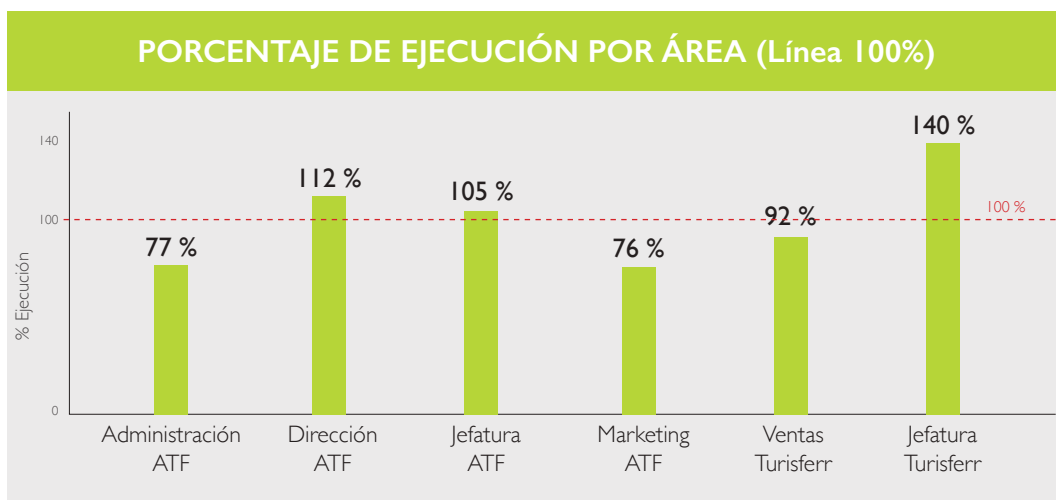 PORCENTAJE DE EJECUCIÓN POR ÁREA (Línea 100%)
140
140 %
112 %
105 %
100
100 %
92 %
77 %
76 %
% Ejecución
0
Administración
ATF
Dirección
ATF
Jefatura
ATF
Marketing
ATF
Ventas
Turisferr
Jefatura
Turisferr